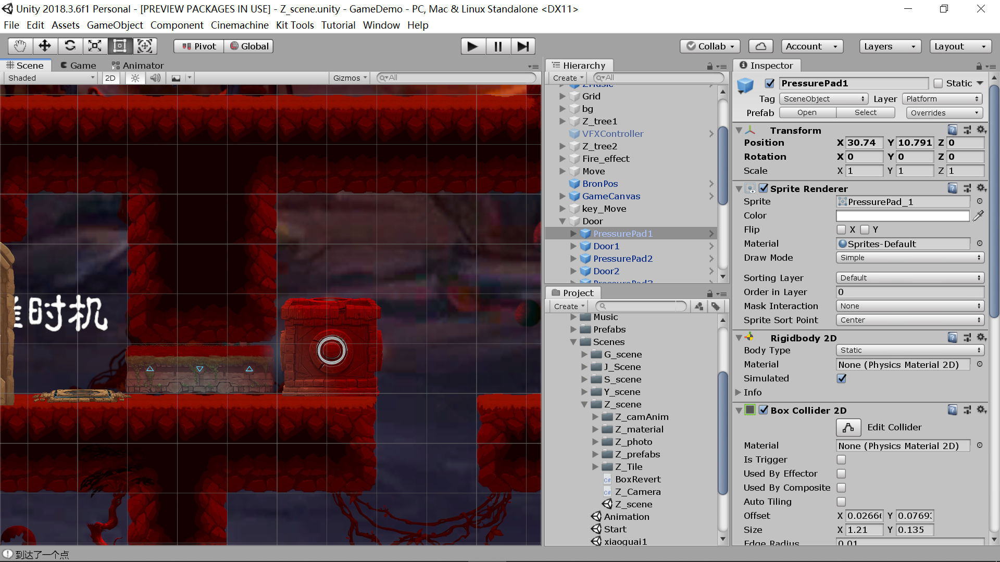 Unity 2018.3.6f1 Personal - [PREVIEW PACKAGES IN USE] - Z_scene.unity - GameDemo - PC, Mac & Linux Standalone <DX11>
File Edit Assets GameObject Component Cinemachine Kit Tools Tutorial Window Help
Pivot Global Collab Account Layers Layout
Scene Game Animator
Shaded 2D Gizmos All
时机
到达了一个点
Hierarchy
Create All
ZMusic
Grid
bg
Z_tree1
VFXController
Z_tree2
Fire_effect
Move
BronPos
GameCanvas
key_Move
Door
PressurePad1
Door1
PressurePad2
Door2
PressurePad3
Project
Create
Music
Prefabs
Scenes
G_scene
J_Scene
S_scene
Y_scene
Z_scene
Z_camAnim
Z_material
Z_photo
Z_prefabs
Z_Tile
C# BoxRevert
C# Z_Camera
Z_scene
Animation
Start
xiaoguai1
Inspector
PressurePad1 Static
Tag SceneObject Layer Platform
Prefab Open Select Overrides
Transform
Position X 30.74 Y 10.791 Z 0
Rotation X 0 Y 0 Z 0
Scale X 1 Y 1 Z 1
Sprite Renderer
Sprite PressurePad_1
Color
Flip X Y
Material Sprites-Default
Draw Mode Simple
Sorting Layer Default
Order in Layer 0
Mask Interaction None
Sprite Sort Point Center
Rigidbody 2D
Body Type Static
Material None (Physics Material 2D)
Simulated
Info
Box Collider 2D
Edit Collider
Material None (Physics Material 2D)
Is Trigger
Used By Effector
Used By Composite
Auto Tiling
Offset X 0.0266 Y 0.0769
Size X 1.21 Y 0.135
Edge Radius 0.01